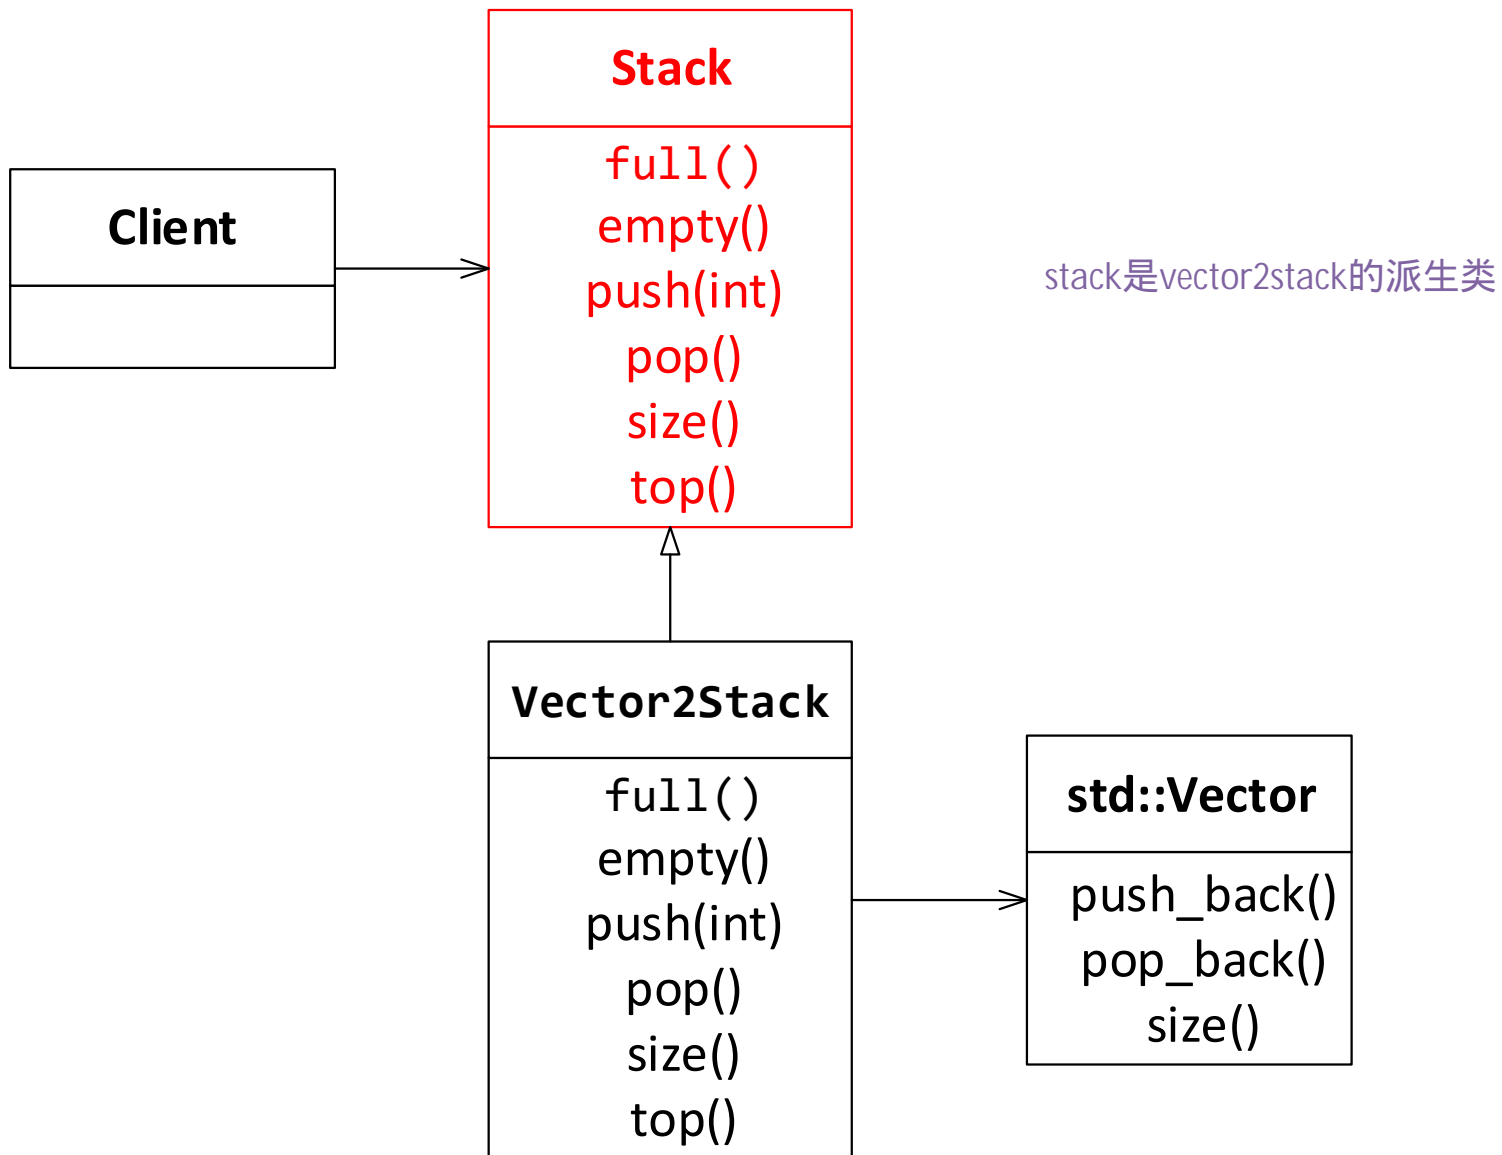 Stack
full()
empty()
push(int)
pop()
size()
top()
Client
stack是vector2stack的派生类
Vector2Stack
full()
empty()
push(int)
pop()
size()
top()
std::Vector
push_back()
pop_back()
size()